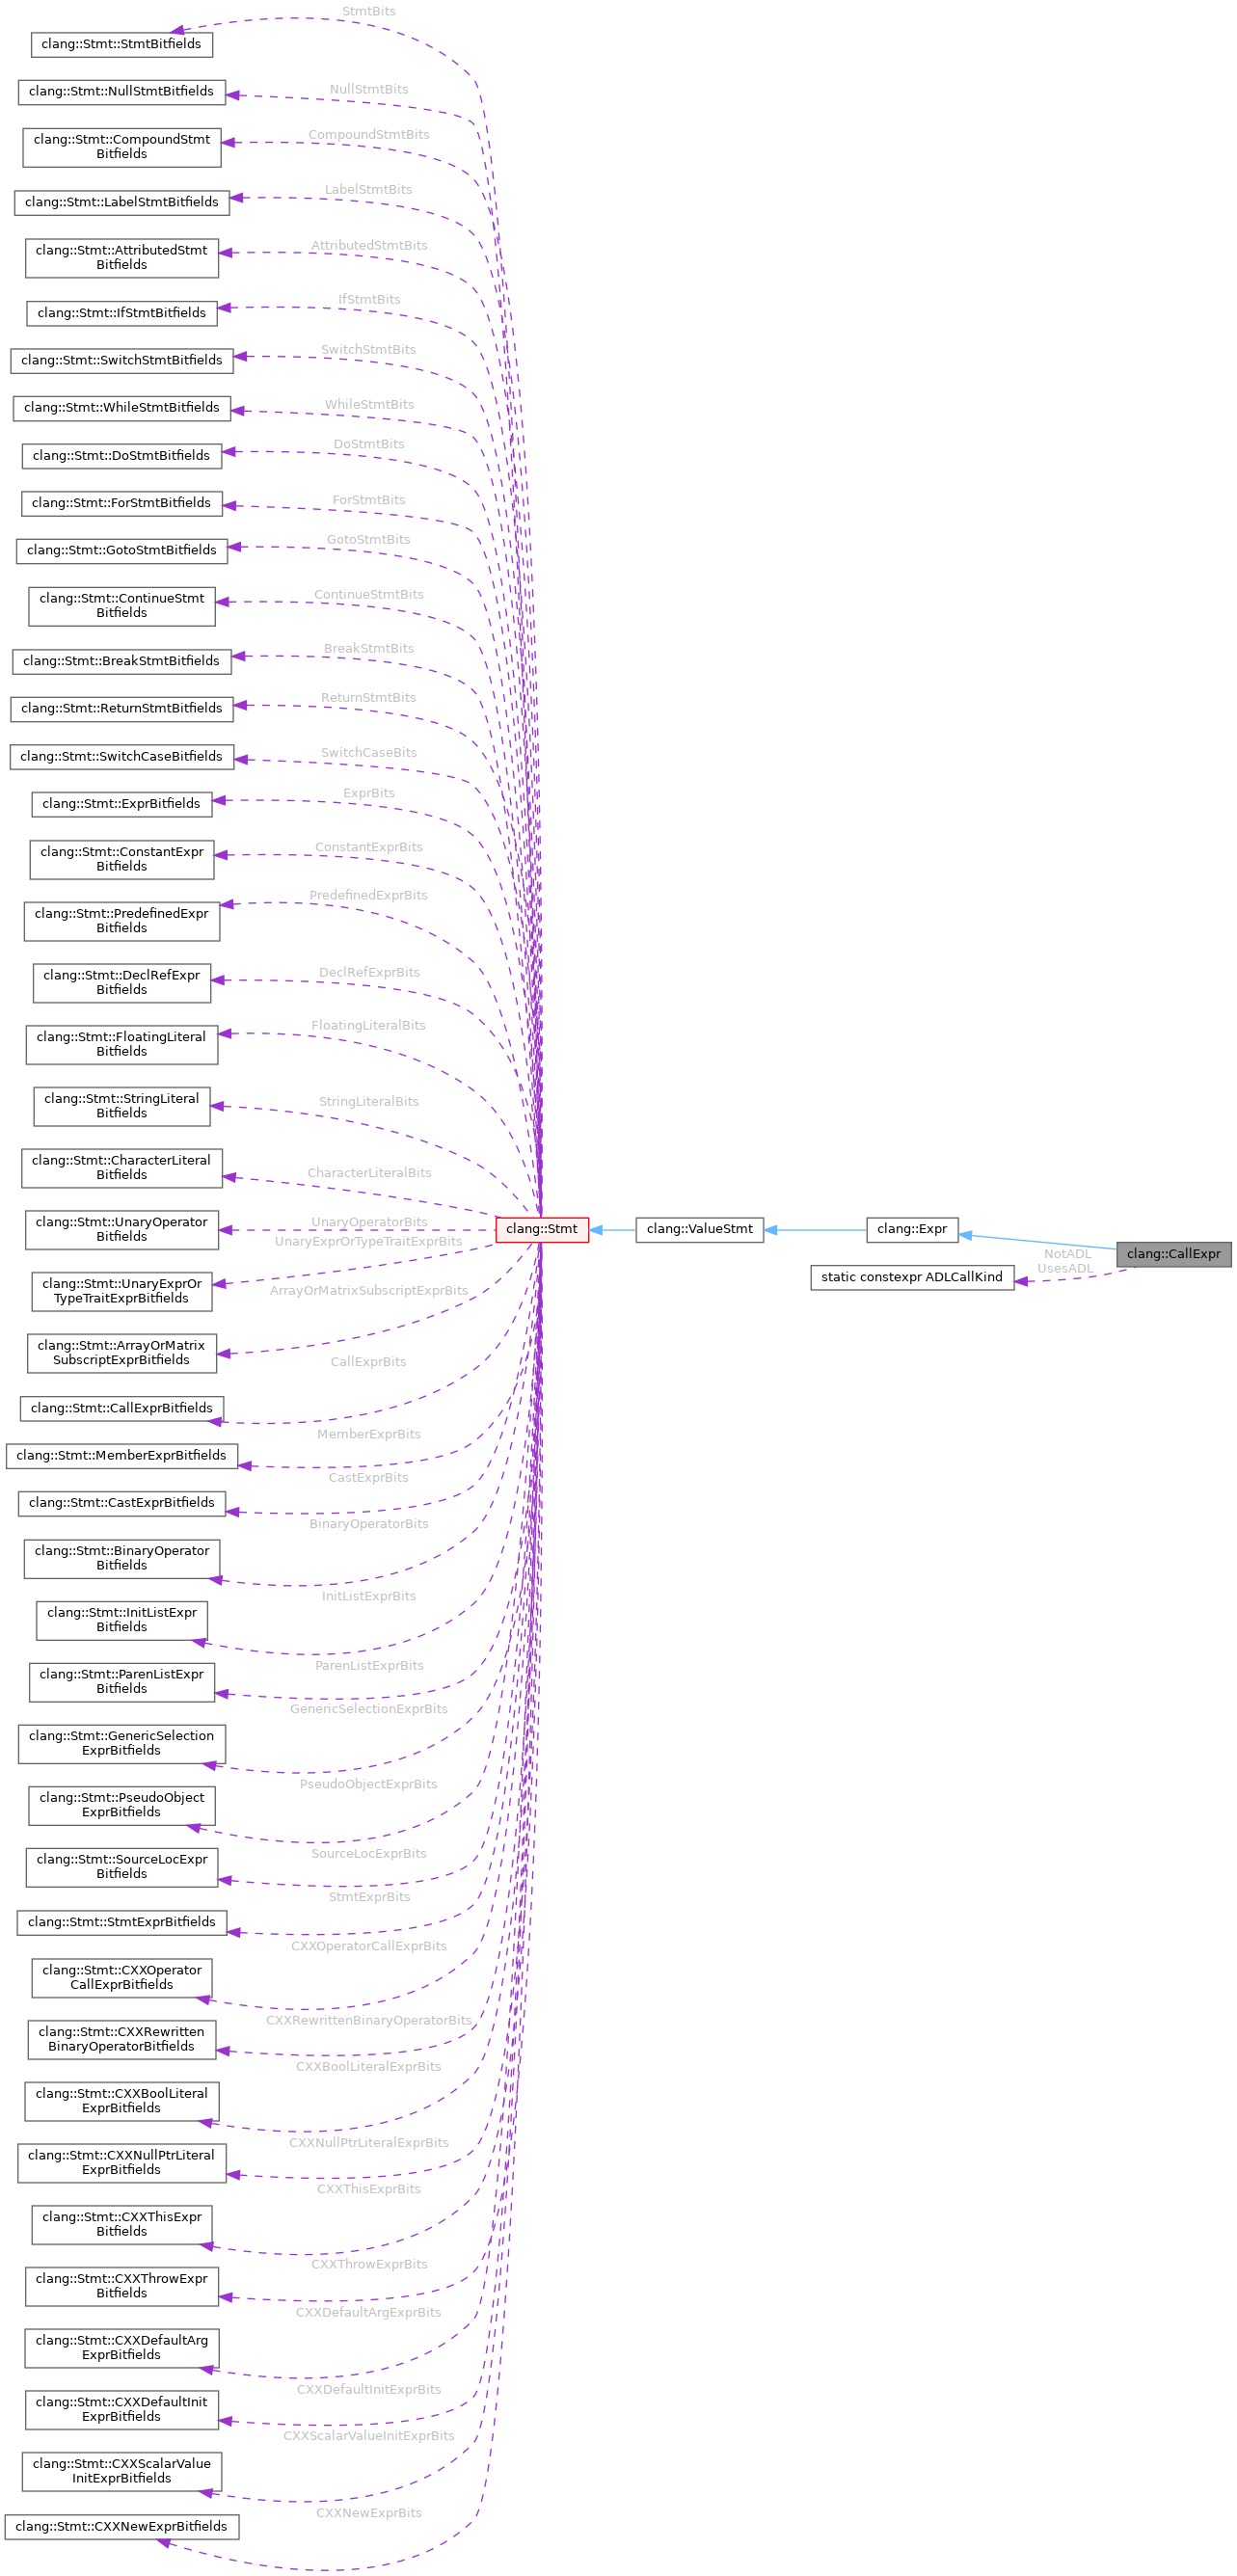 StmtBits
clang::Stmt::StmtBitfields
NullStmtBits
clang::Stmt::NullStmtBitfields
CompoundStmtBits
clang::Stmt::CompoundStmt
Bitfields
LabelStmtBits
clang::Stmt::LabelStmtBitfields
AttributedStmtBits
clang::Stmt::AttributedStmt
Bitfields
IfStmtBits
clang::Stmt::IfStmtBitfields
SwitchStmtBits
clang::Stmt::SwitchStmtBitfields
WhileStmtBits
clang::Stmt::WhileStmtBitfields
DoStmtBits
clang::Stmt::DoStmtBitfields
ForStmtBits
clang::Stmt::ForStmtBitfields
GotoStmtBits
clang::Stmt::GotoStmtBitfields
ContinueStmtBits
clang::Stmt::ContinueStmt
Bitfields
BreakStmtBits
clang::Stmt::BreakStmtBitfields
ReturnStmtBits
clang::Stmt::ReturnStmtBitfields
SwitchCaseBits
clang::Stmt::SwitchCaseBitfields
ExprBits
clang::Stmt::ExprBitfields
ConstantExprBits
clang::Stmt::ConstantExpr
Bitfields
PredefinedExprBits
clang::Stmt::PredefinedExpr
Bitfields
DeclRefExprBits
clang::Stmt::DeclRefExpr
Bitfields
FloatingLiteralBits
clang::Stmt::FloatingLiteral
Bitfields
StringLiteralBits
clang::Stmt::StringLiteral
Bitfields
CharacterLiteralBits
clang::Stmt::CharacterLiteral
Bitfields
UnaryOperatorBits
clang::Stmt::UnaryOperator
Bitfields
clang::Stmt
clang::ValueStmt
clang::Expr
clang::CallExpr
NotADL
UsesADL
static constexpr ADLCallKind
UnaryExprOrTypeTraitExprBits
clang::Stmt::UnaryExprOr
TypeTraitExprBitfields
ArrayOrMatrixSubscriptExprBits
clang::Stmt::ArrayOrMatrix
SubscriptExprBitfields
CallExprBits
clang::Stmt::CallExprBitfields
MemberExprBits
clang::Stmt::MemberExprBitfields
CastExprBits
clang::Stmt::CastExprBitfields
BinaryOperatorBits
clang::Stmt::BinaryOperator
Bitfields
InitListExprBits
clang::Stmt::InitListExpr
Bitfields
ParenListExprBits
clang::Stmt::ParenListExpr
Bitfields
GenericSelectionExprBits
clang::Stmt::GenericSelection
ExprBitfields
PseudoObjectExprBits
clang::Stmt::PseudoObject
ExprBitfields
SourceLocExprBits
clang::Stmt::SourceLocExpr
Bitfields
StmtExprBits
clang::Stmt::StmtExprBitfields
CXXOperatorCallExprBits
clang::Stmt::CXXOperator
CallExprBitfields
CXXRewrittenBinaryOperatorBits
clang::Stmt::CXXRewritten
BinaryOperatorBitfields
CXXBoolLiteralExprBits
clang::Stmt::CXXBoolLiteral
ExprBitfields
CXXNullPtrLiteralExprBits
clang::Stmt::CXXNullPtrLiteral
ExprBitfields
CXXThisExprBits
clang::Stmt::CXXThisExpr
Bitfields
CXXThrowExprBits
clang::Stmt::CXXThrowExpr
Bitfields
CXXDefaultArgExprBits
clang::Stmt::CXXDefaultArg
ExprBitfields
CXXDefaultInitExprBits
clang::Stmt::CXXDefaultInit
ExprBitfields
CXXScalarValueInitExprBits
clang::Stmt::CXXScalarValue
InitExprBitfields
CXXNewExprBits
clang::Stmt::CXXNewExprBitfields